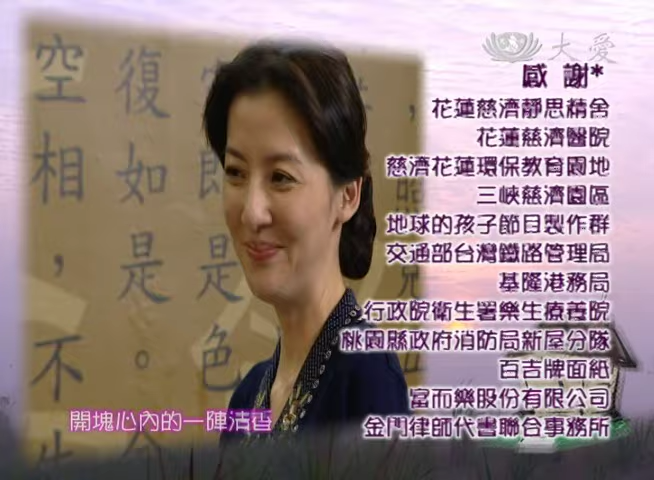 大愛
感 謝*
花蓮慈濟靜思精舍
花蓮慈濟醫院
慈濟花蓮環保教育園地
三峽慈濟園區
地球的孩子節目製作群
交通部台灣鐵路管理局
基隆港務局
行政院衛生署樂生療養院
桃園縣政府消防局新屋分隊
百吉牌面紙
富而樂股份有限公司
金門律師代書聯合事務所
空相，不
復如是。
即是色
開塊心內的一陣清香